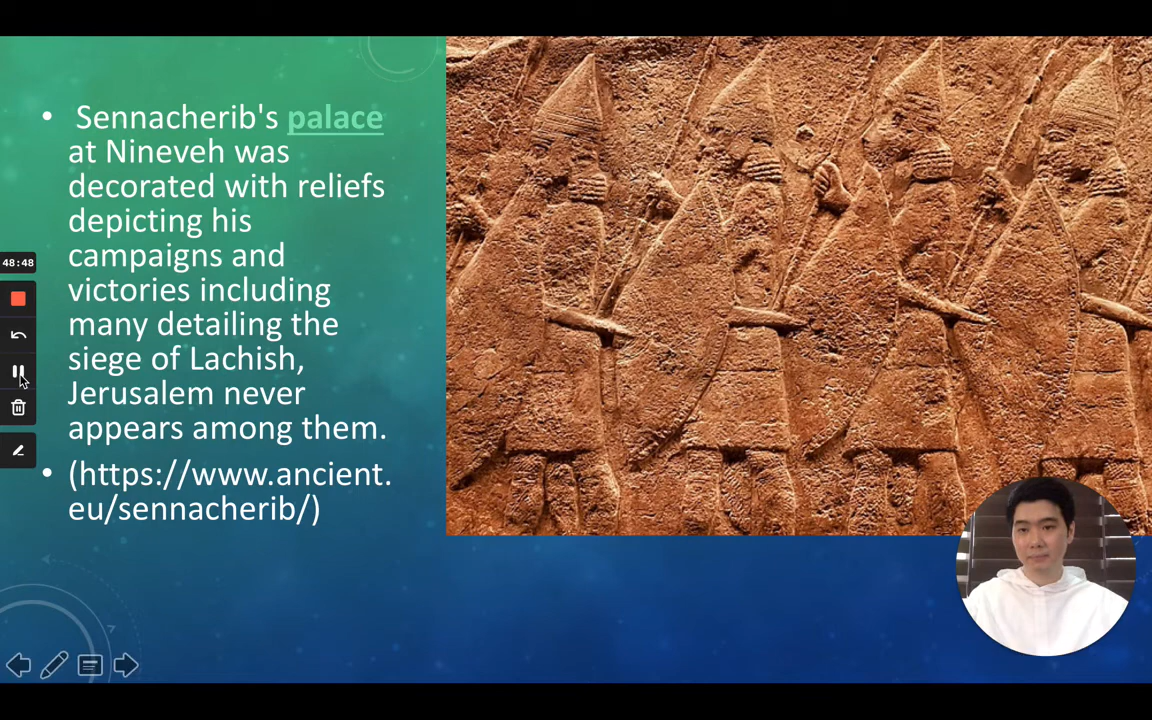 • Sennacherib's palace
at Nineveh was
decorated with reliefs
depicting his
campaigns and
victories including
many detailing the
siege of Lachish,
Jerusalem never
appears among them.
• (https://www.ancient.
eu/sennacherib/)
48:48